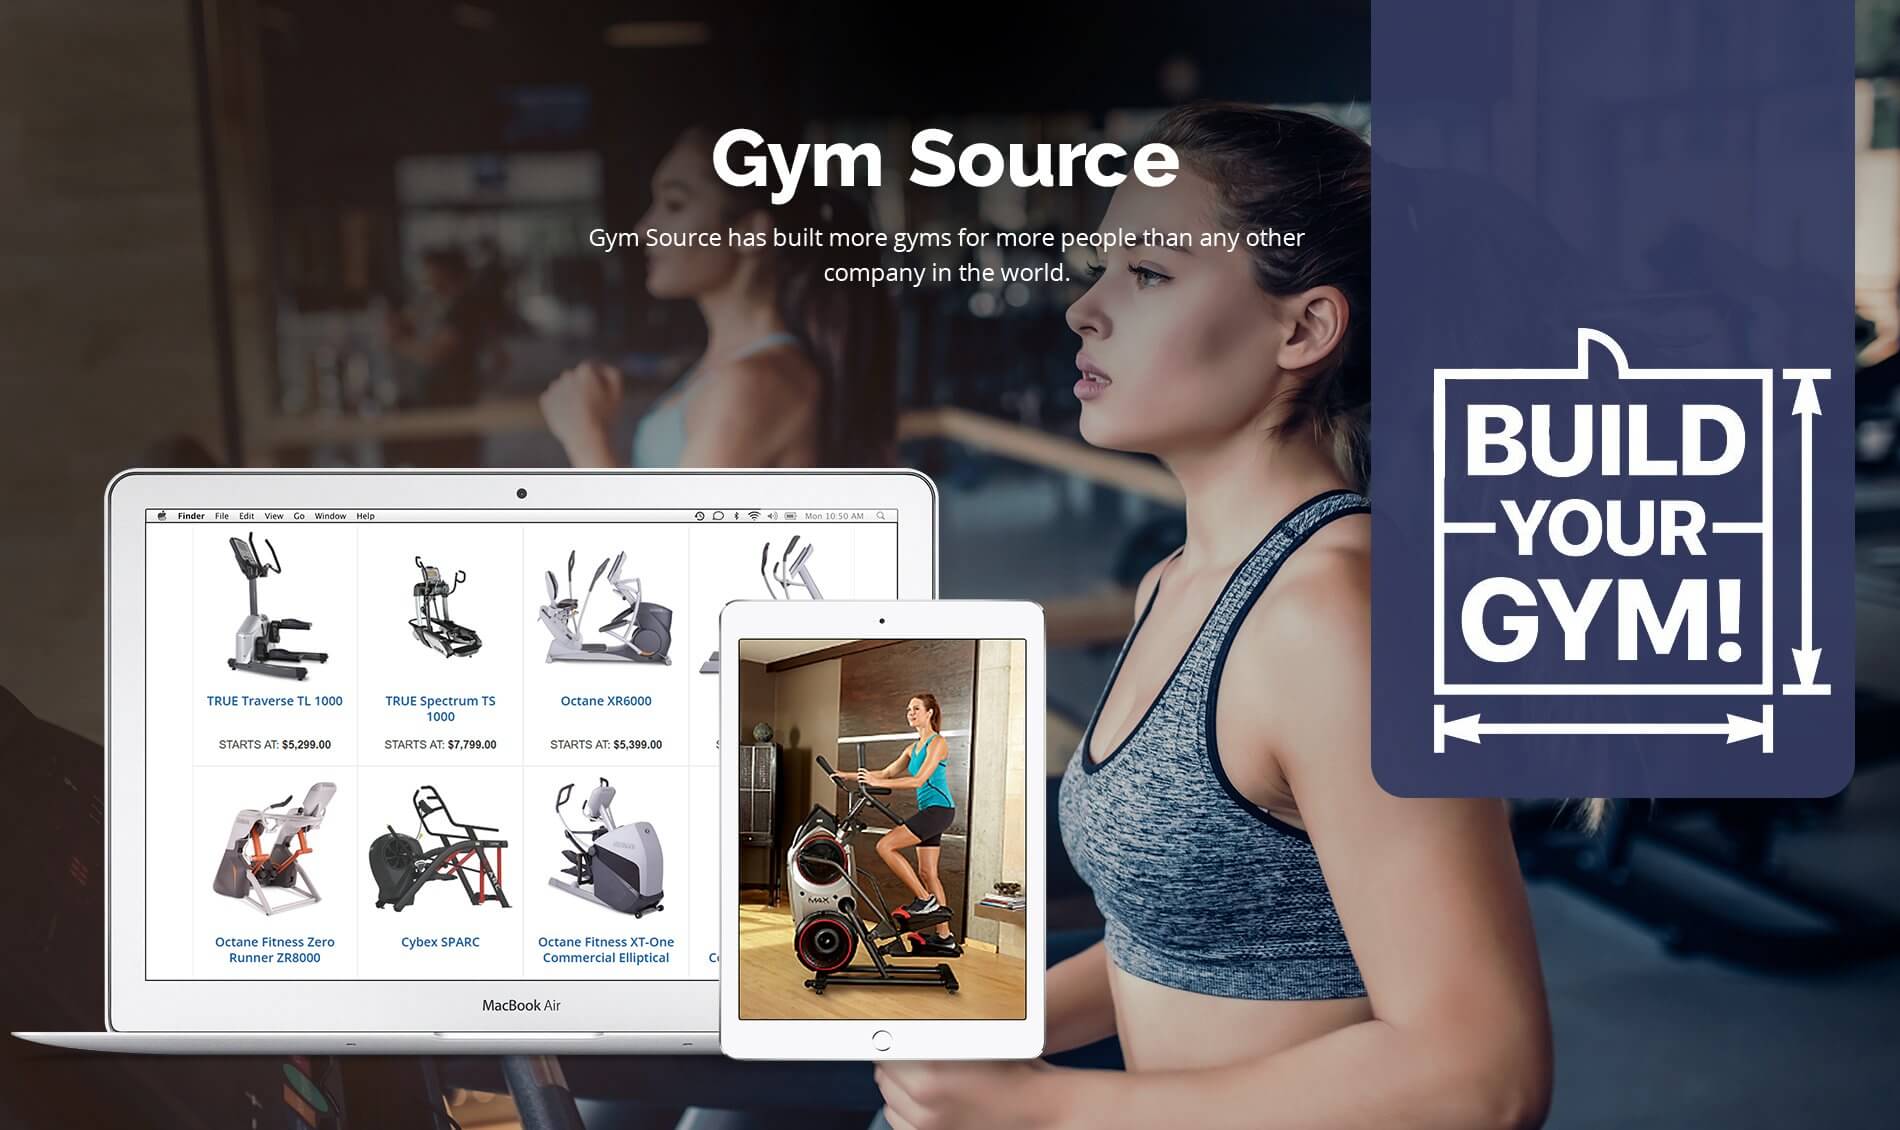 Gym Source
Gym Source has built more gyms for more people than any other
company in the world.
BUILD
YOUR
GYM!
Finder File Edit View Go Window Help Mon 10:50 AM
TRUE Traverse TL 1000
STARTS AT: $5,299.00
TRUE Spectrum TS
1000
STARTS AT: $7,799.00
Octane XR6000
STARTS AT: $5,399.00
Octane Fitness Zero
Runner ZR8000
Cybex SPARC
Octane Fitness XT-One
Commercial Elliptical
MacBook Air
MAX